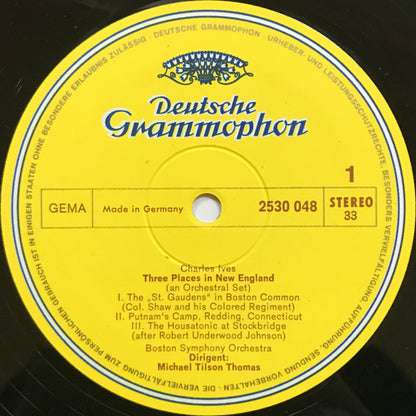 DEUTSCHE GRAMMOPHON · URHEBER- UND LEISTUNGSSCHUTZRECHTE, BESONDERS VERVIELFÄLTIGUNG, AUFFÜHRUNG, SENDUNG VORBEHALTEN · DIE VERVIELFÄLTIGUNG ZUM PERSÖNLICHEN GEBRAUCH IST IN EINIGEN STAATEN OHNE BESONDERE ERLAUBNIS ZULÄSSIG ·
Deutsche
Grammophon
1
GEMA Made in Germany 2530 048 STEREO
33
Charles Ives
Three Places in New England
(an Orchestral Set)
I. The „St. Gaudens" in Boston Common
(Col. Shaw and his Colored Regiment)
II. Putnam's Camp, Redding, Connecticut
III. The Housatonic at Stockbridge
(after Robert Underwood Johnson)
Boston Symphony Orchestra
Dirigent:
Michael Tilson Thomas